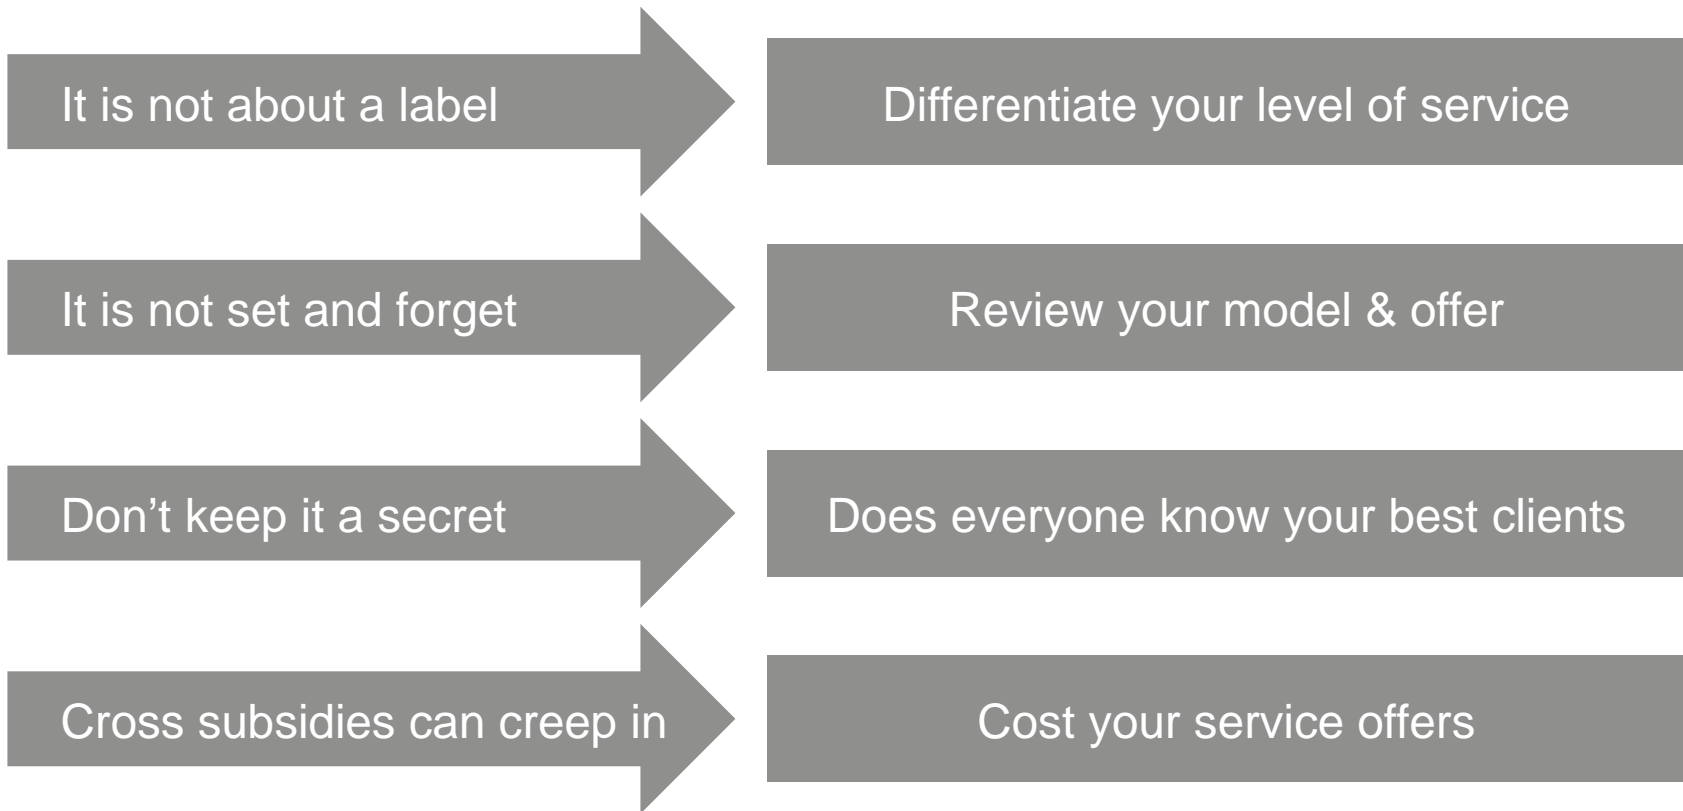 It is not about a label
Differentiate your level of service
It is not set and forget
Review your model & offer
Don’t keep it a secret
Does everyone know your best clients
Cross subsidies can creep in
Cost your service offers